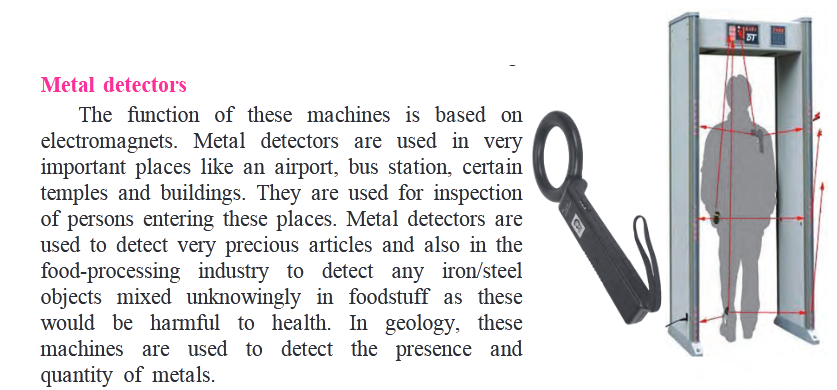 Metal detectors
The function of these machines is based on
electromagnets. Metal detectors are used in very
important places like an airport, bus station, certain
temples and buildings. They are used for inspection
of persons entering these places. Metal detectors are
used to detect very precious articles and also in the
food-processing industry to detect any iron/steel
objects mixed unknowingly in foodstuff as these
would be harmful to health. In geology, these
machines are used to detect the presence and
quantity of metals.